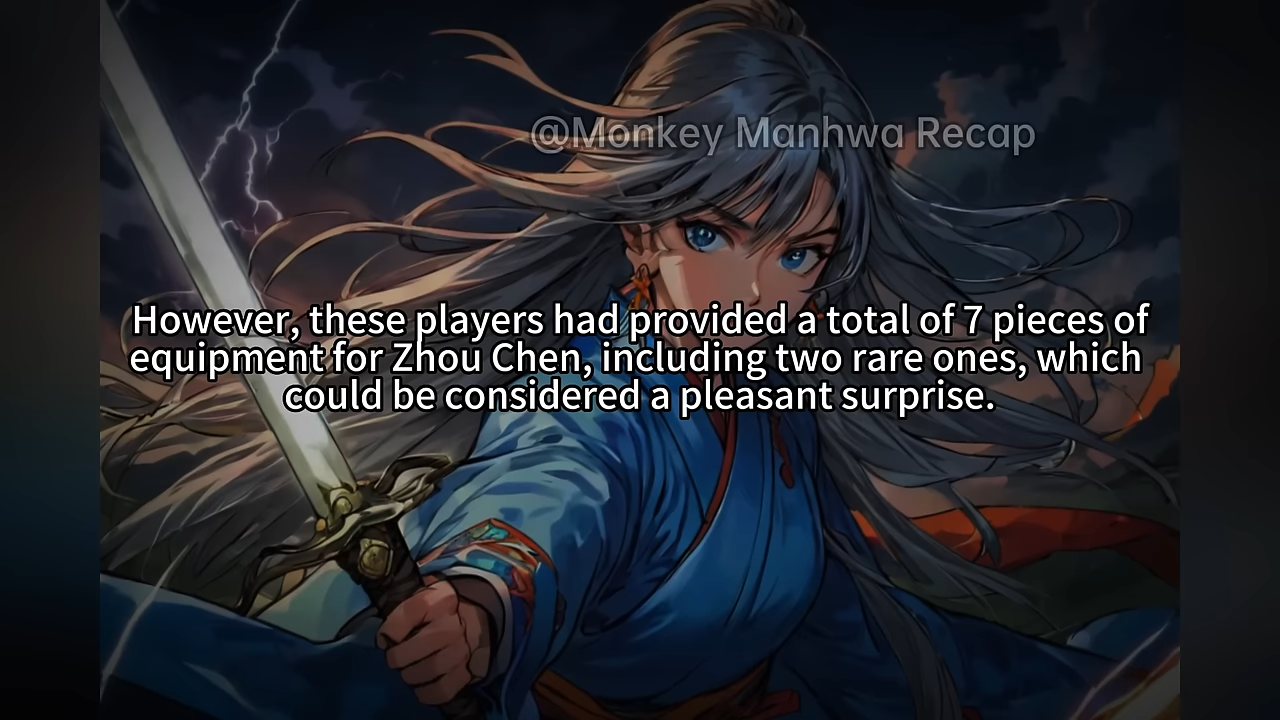 @Monkey Manhwa Recap
However, these players had provided a total of 7 pieces of
equipment for Zhou Chen, including two rare ones, which
could be considered a pleasant surprise.